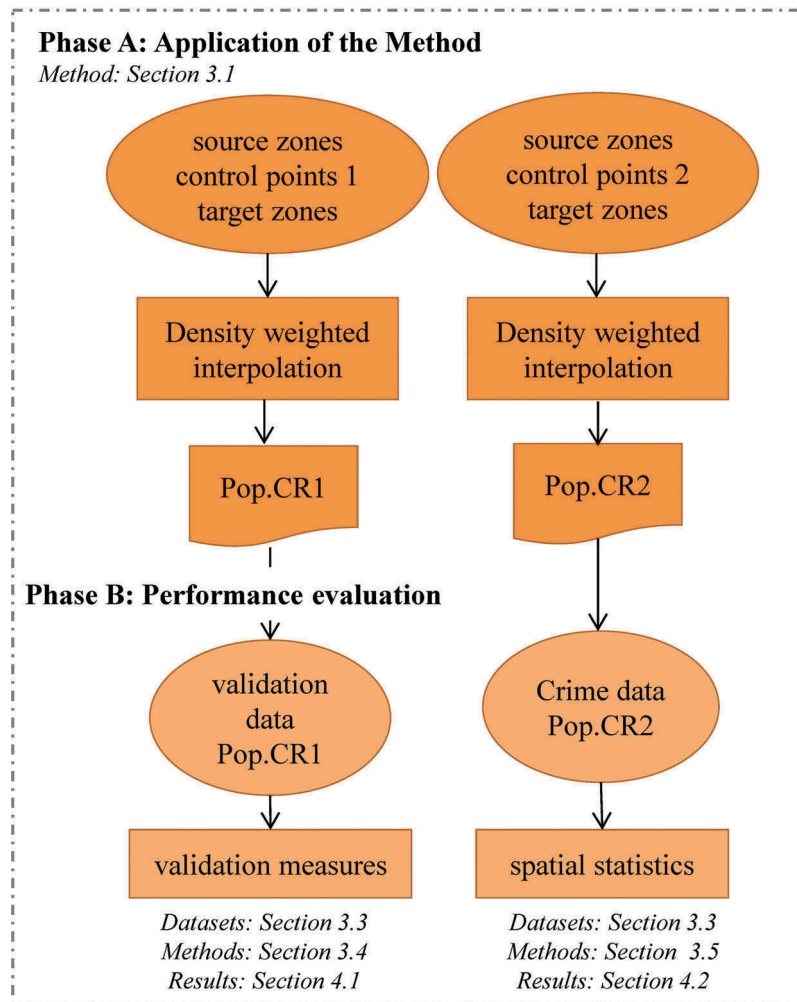 Phase A: Application of the Method
Method: Section 3.1
source zones
control points 1
target zones
source zones
control points 2
target zones
Density weighted
interpolation
Density weighted
interpolation
Pop.CR1
Pop.CR2
Phase B: Performance evaluation
validation
data
Pop.CR1
Crime data
Pop.CR2
validation measures
spatial statistics
Datasets: Section 3.3
Methods: Section 3.4
Results: Section 4.1
Datasets: Section 3.3
Methods: Section 3.5
Results: Section 4.2